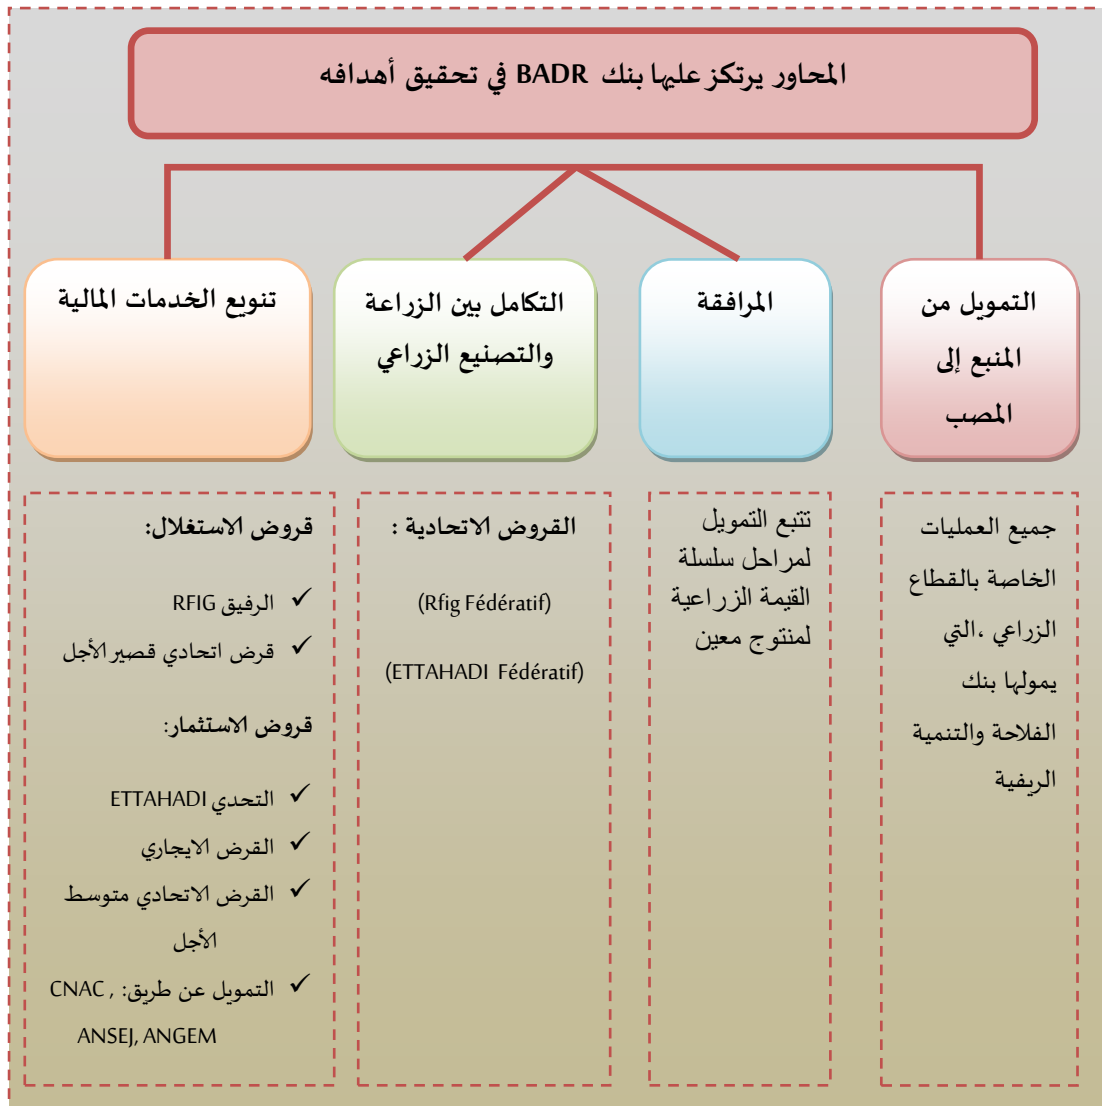 المحاور يرتكز عليها بنك BADR في تحقيق أهدافه
التمويل من
المنبع إلى
المصب
المرافقة
التكامل بين الزراعة
والتصنيع الزراعي
تنويع الخدمات المالية
جميع العمليات
الخاصة بالقطاع
الزراعي ،التي
يمولها بنك
الفلاحة والتنمية
الريفية
تتبع التمويل
لمراحل سلسلة
القيمة الزراعية
لمنتوج معين
القروض الاتحادية :
(Rfig Fédératif)
(ETTAHADI Fédératif)
قروض الاستغلال:
✓ الرفيق RFIG
✓ قرض اتحادي قصير الأجل
قروض الاستثمار:
✓ التحدي ETTAHADI
✓ القرض الايجاري
✓ القرض الاتحادي متوسط
الأجل
✓ التمويل عن طريق: CNAC ,
ANSEJ, ANGEM